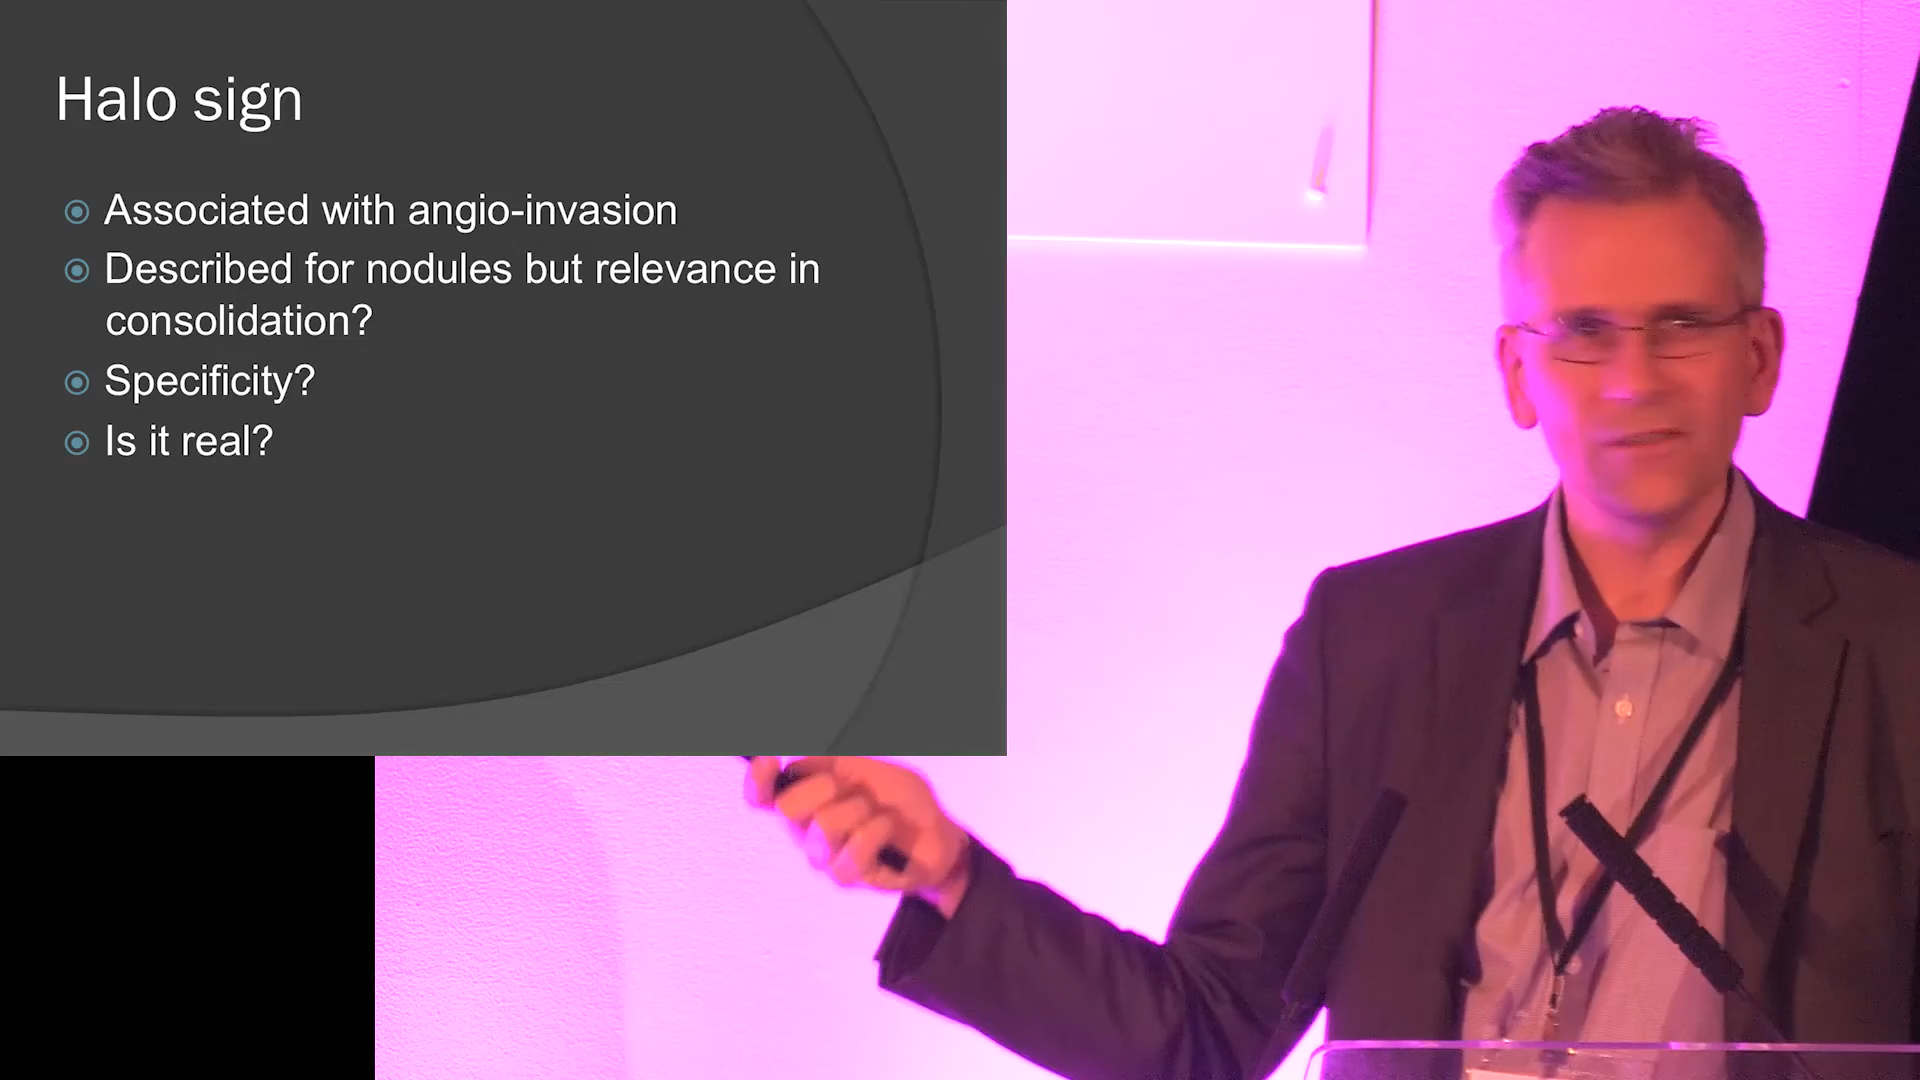 Halo sign
Associated with angio-invasion
Described for nodules but relevance in
consolidation?
Specificity?
Is it real?